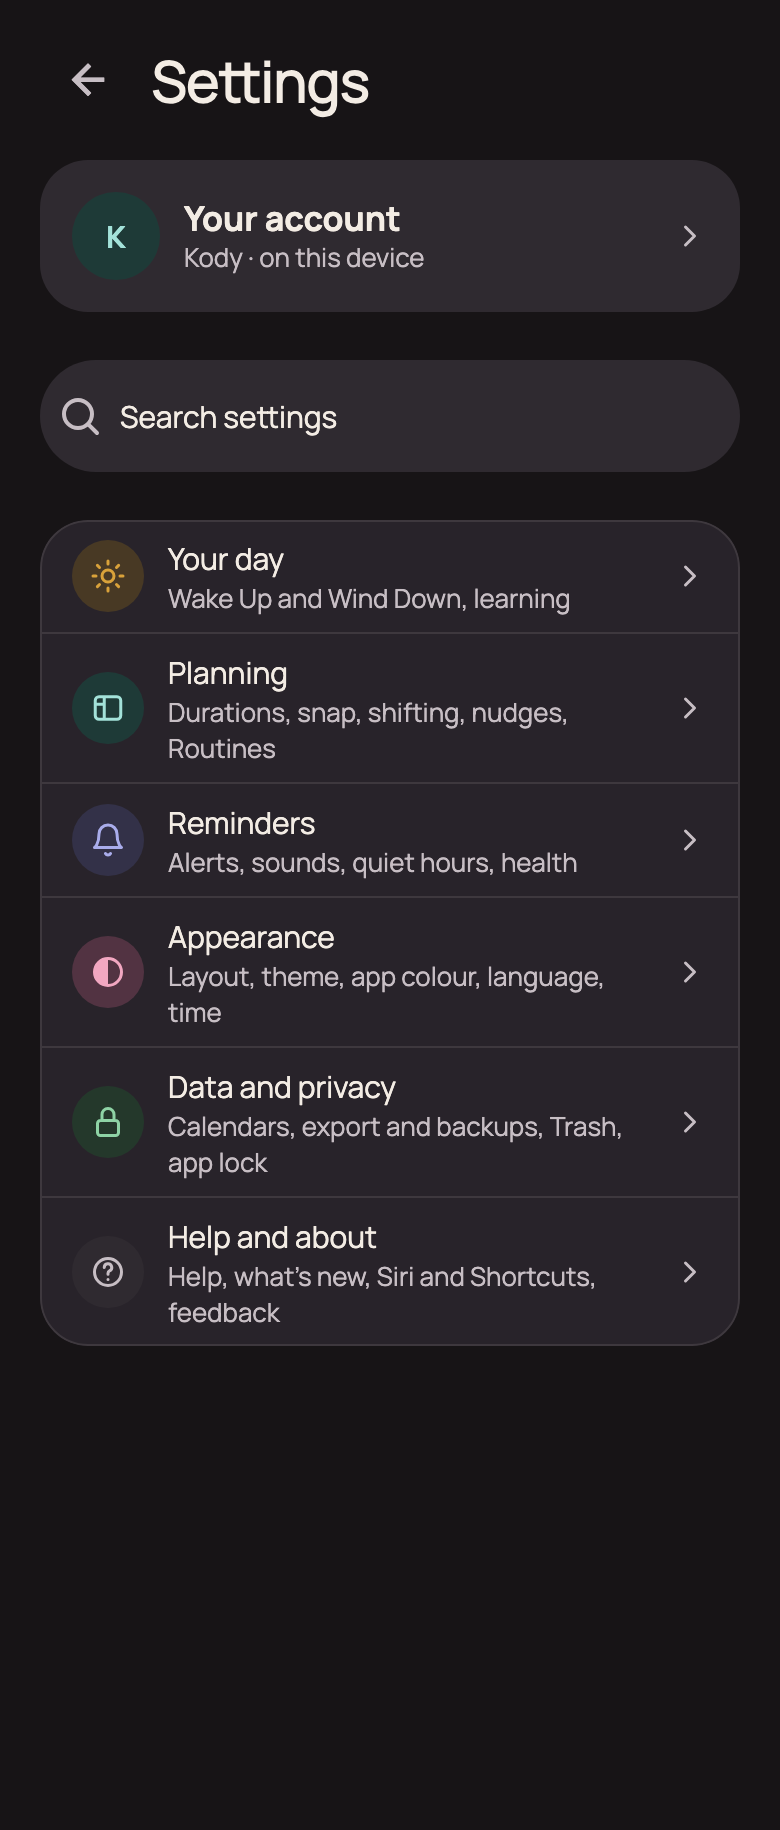 Settings
K
Your account
Kody · on this device
Search settings
Your day
Wake Up and Wind Down, learning
Planning
Durations, snap, shifting, nudges,
Routines
Reminders
Alerts, sounds, quiet hours, health
Appearance
Layout, theme, app colour, language,
time
Data and privacy
Calendars, export and backups, Trash,
app lock
Help and about
Help, what’s new, Siri and Shortcuts,
feedback